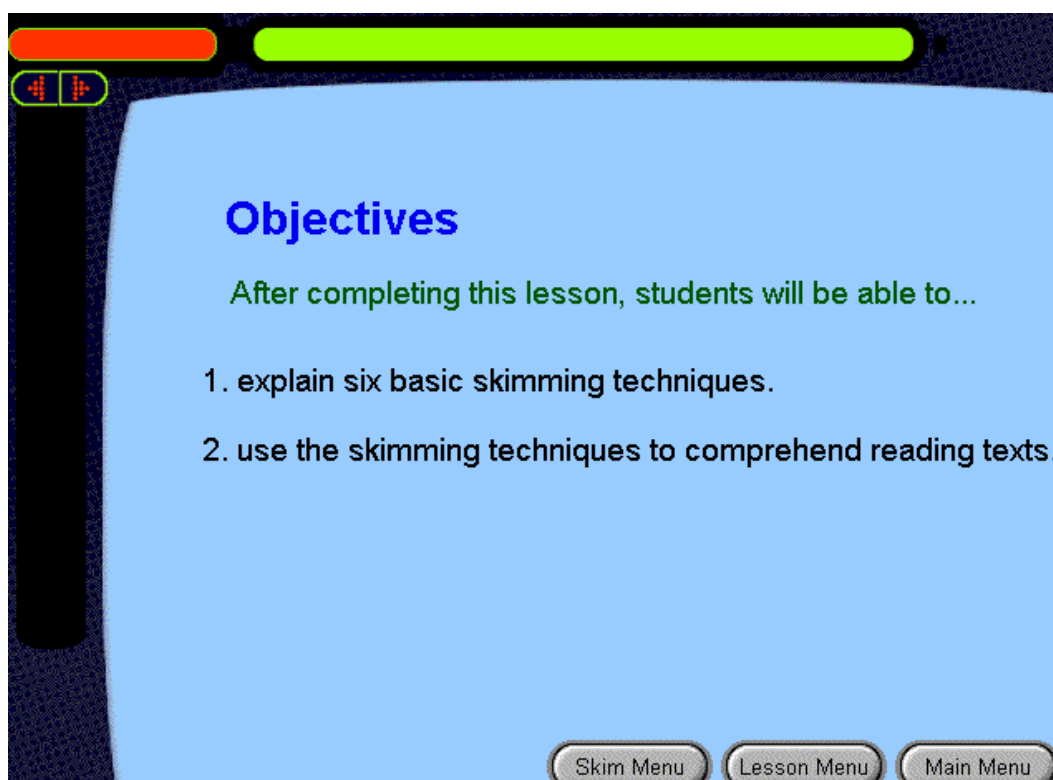 Objectives
After completing this lesson, students will be able to...
1. explain six basic skimming techniques.
2. use the skimming techniques to comprehend reading texts.
Skim Menu
Lesson Menu
Main Menu